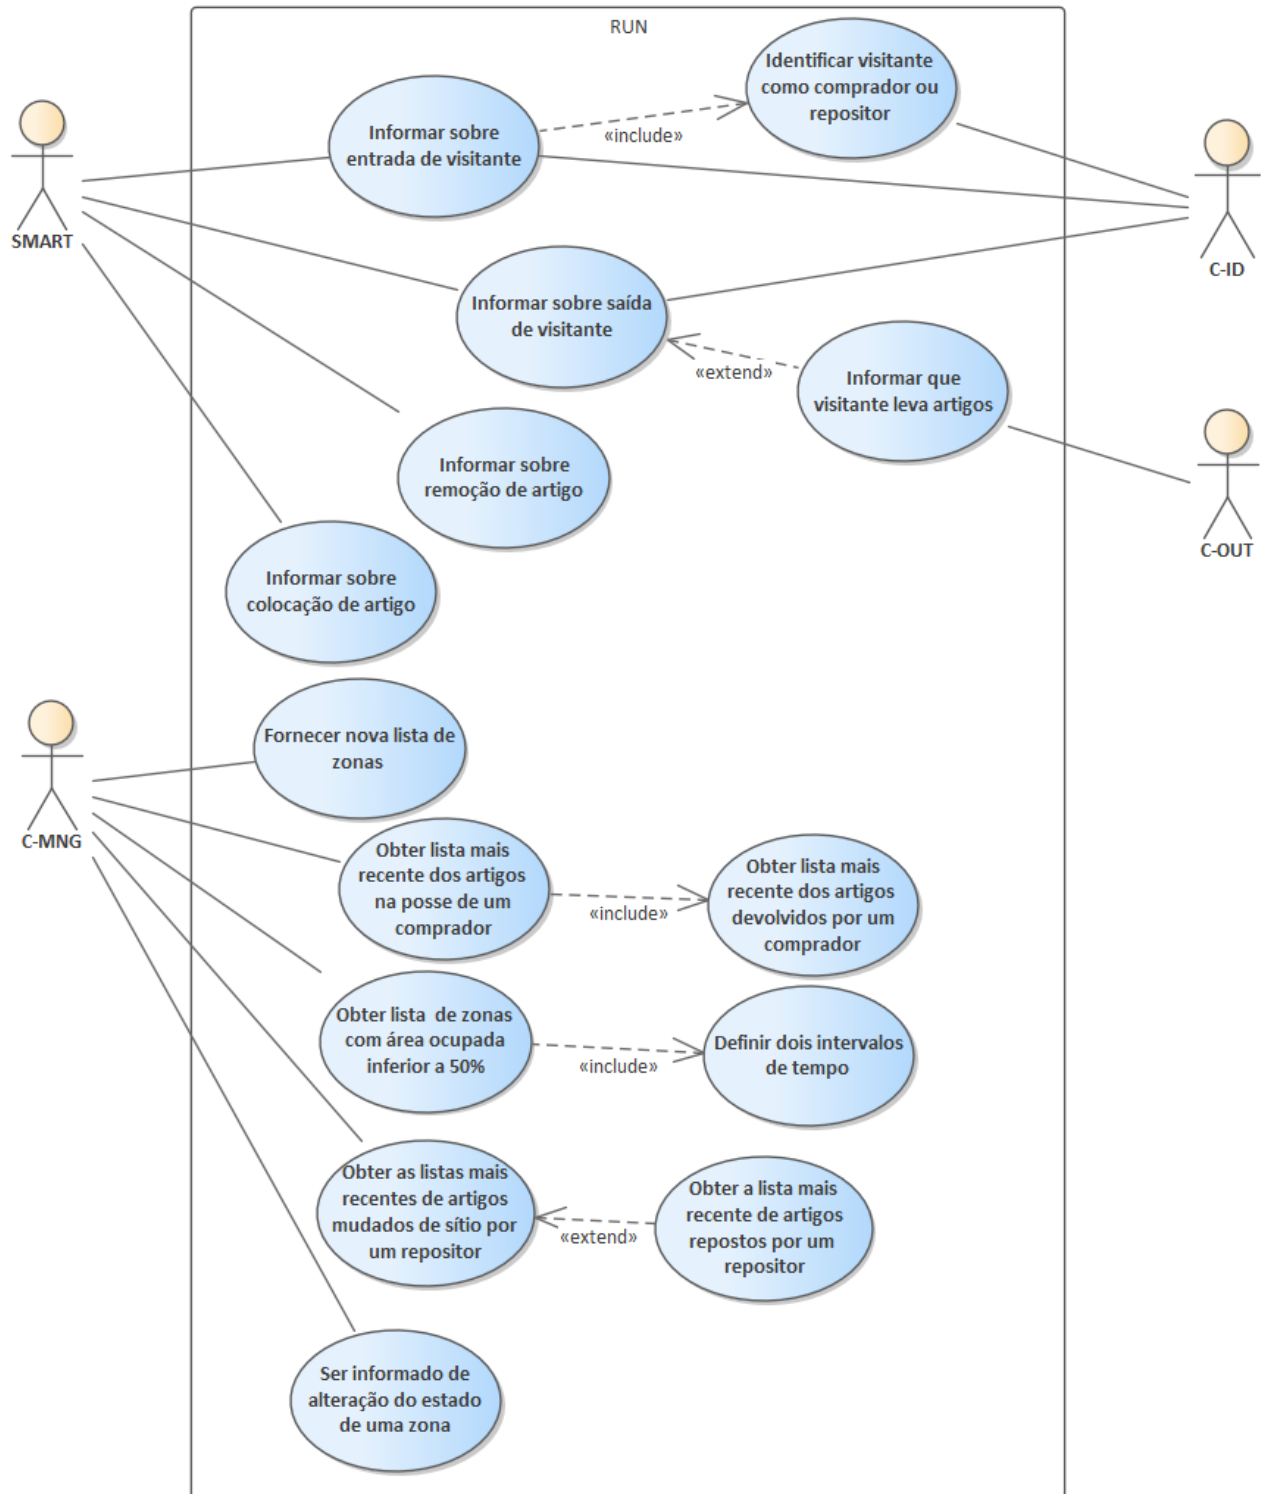 RUN
Identificar visitante
como comprador ou
repositor
Informar sobre
entrada de visitante
«include»
SMART
C-ID
Informar sobre saída
de visitante
«extend»
Informar que
visitante leva artigos
Informar sobre
remoção de artigo
C-OUT
Informar sobre
colocação de artigo
Fornecer nova lista de
zonas
C-MNG
Obter lista mais
recente dos artigos
na posse de um
comprador
«include»
Obter lista mais
recente dos artigos
devolvidos por um
comprador
Obter lista de zonas
com área ocupada
inferior a 50%
«include»
Definir dois intervalos
de tempo
Obter as listas mais
recentes de artigos
mudados de sítio por
um repositor
«extend»
Obter a lista mais
recente de artigos
repostos por um
repositor
Ser informado de
alteração do estado
de uma zona